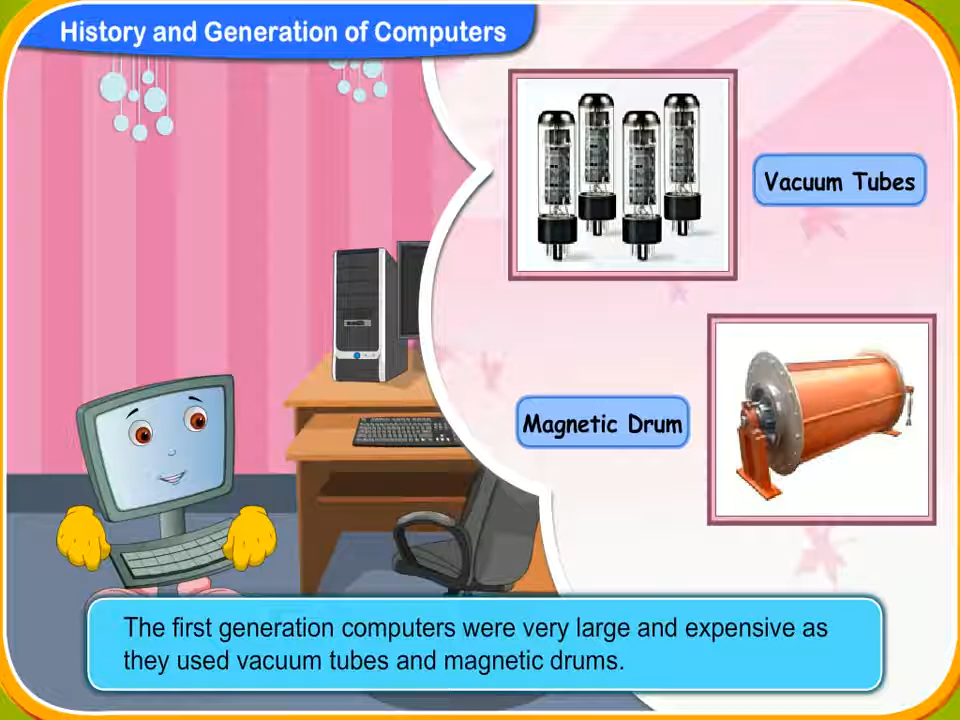 History and Generation of Computers
Vacuum Tubes
Magnetic Drum
The first generation computers were very large and expensive as
they used vacuum tubes and magnetic drums.